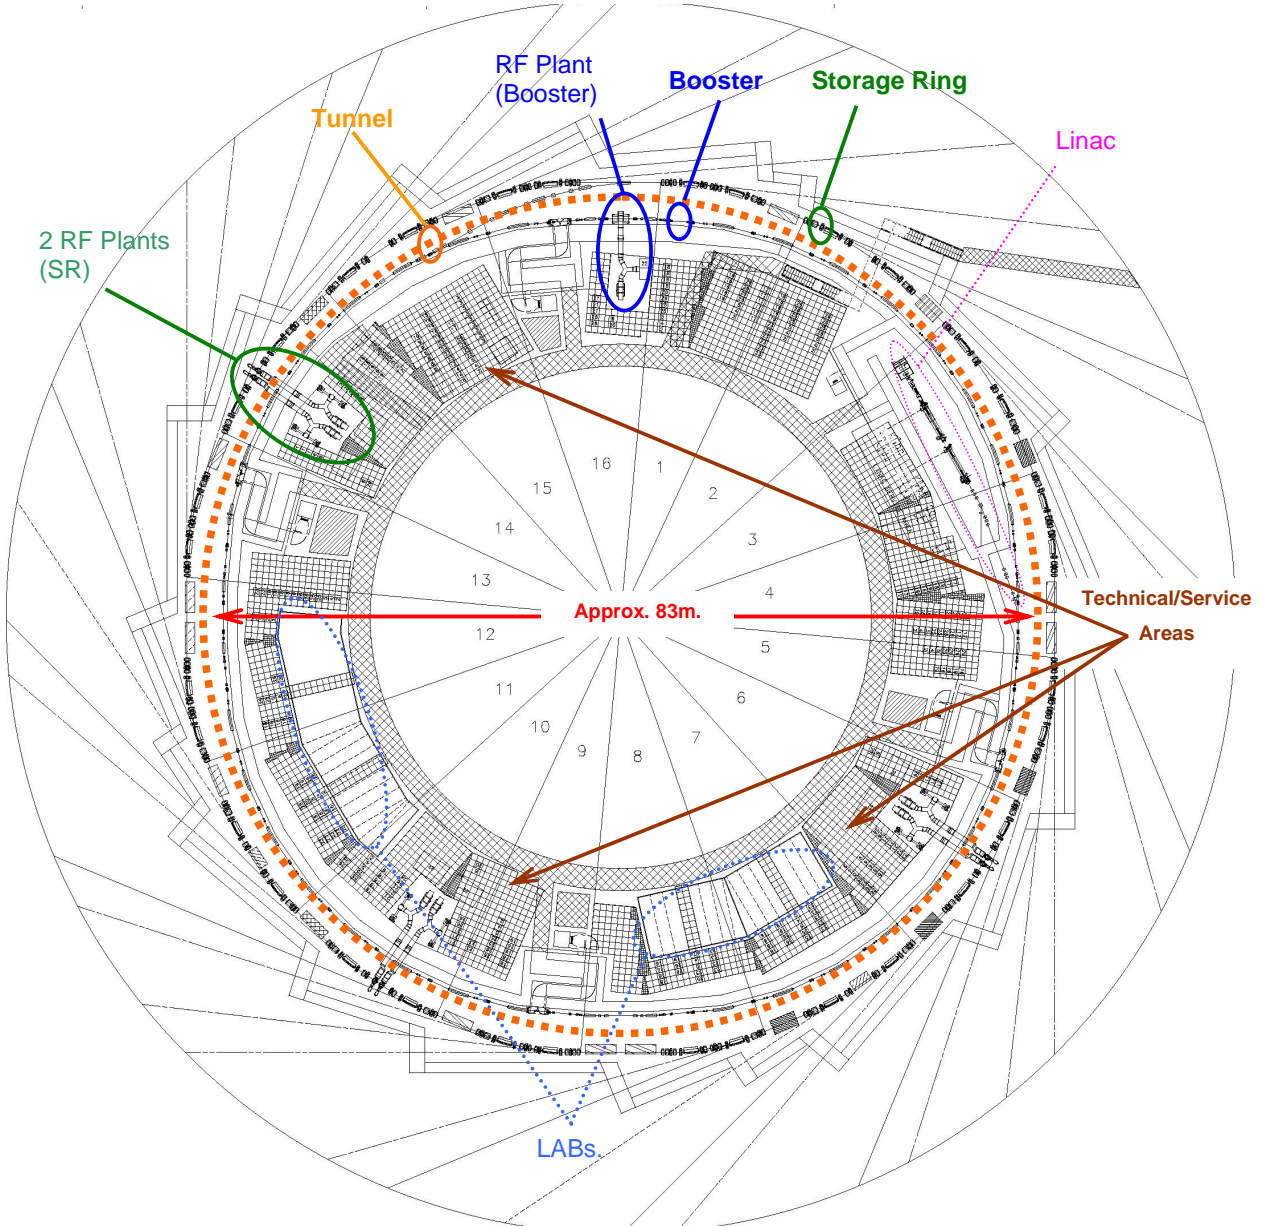 RF Plant
(Booster)
Booster
Storage Ring
Tunnel
Linac
2 RF Plants
(SR)
16
1
15
2
14
3
13
4
Approx. 83m.
Technical/Service
Areas
12
5
11
6
10
7
9
8
LABs.